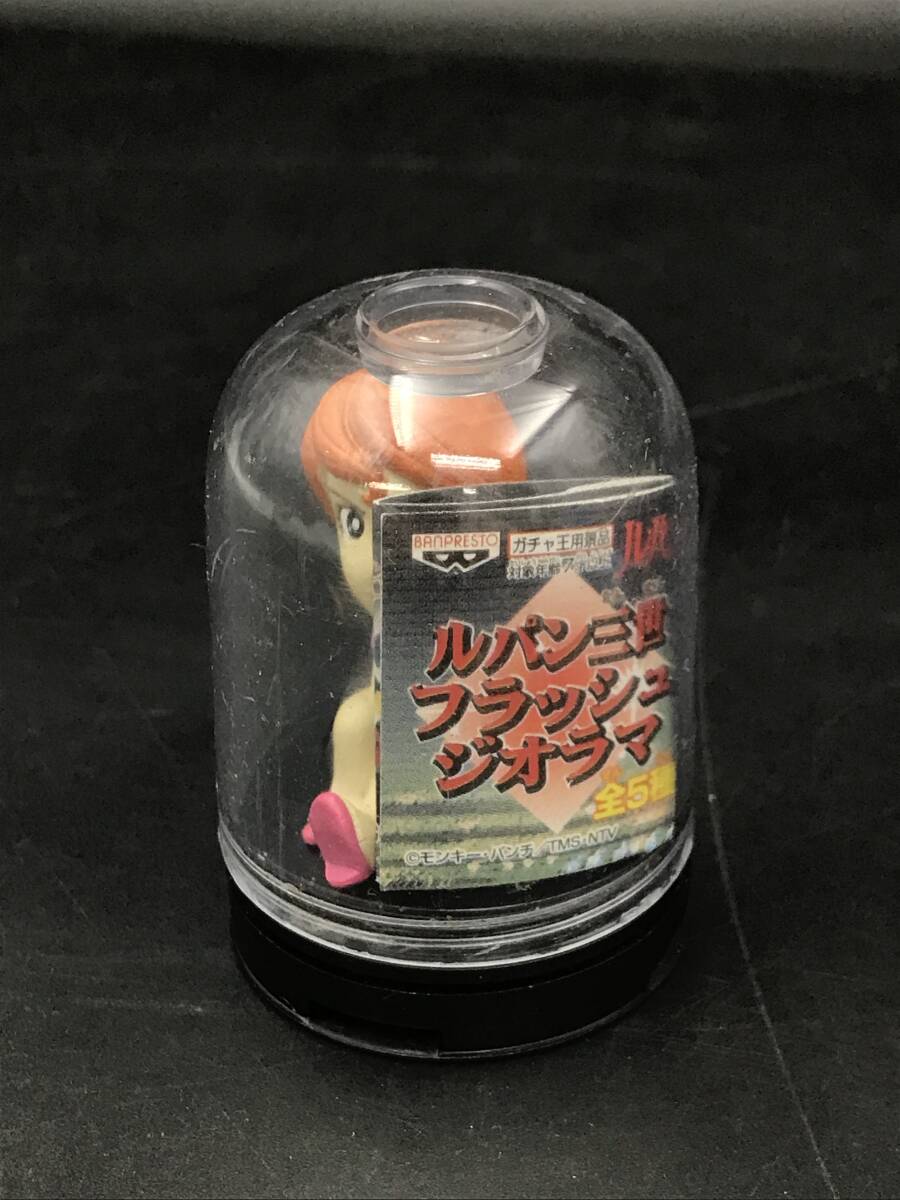 BANPRESTO
ガチャ王用景品
ルパン三世
フラッシュ
ジオラマ
全5種
©モンキー・パンチ/TMS・NTV